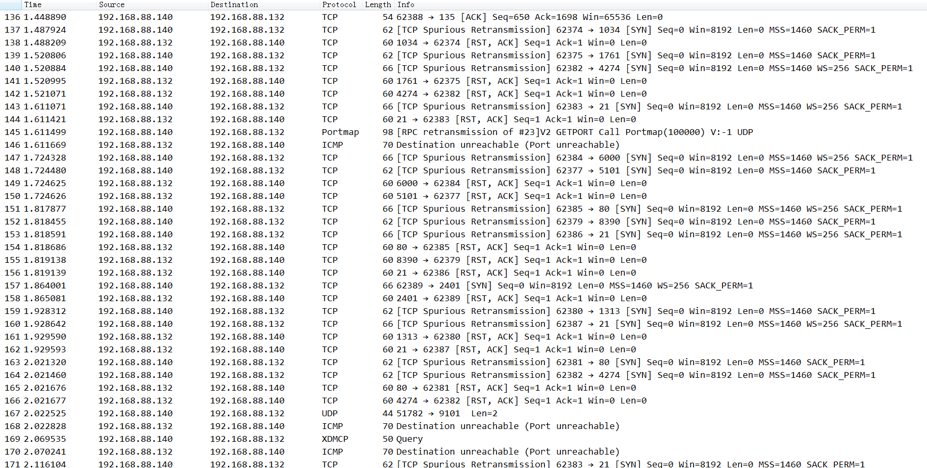 Time Source Destination Protocol Length Info
136 1.448890 192.168.88.140 192.168.88.132 TCP 54 62388 → 135 [ACK] Seq=650 Ack=1698 Win=65536 Len=0
137 1.487924 192.168.88.140 192.168.88.132 TCP 62 [TCP Spurious Retransmission] 62374 → 1034 [SYN] Seq=0 Win=8192 Len=0 MSS=1460 SACK_PERM=1
138 1.488209 192.168.88.132 192.168.88.140 TCP 60 1034 → 62374 [RST, ACK] Seq=1 Ack=1 Win=0 Len=0
139 1.520806 192.168.88.140 192.168.88.132 TCP 62 [TCP Spurious Retransmission] 62375 → 1761 [SYN] Seq=0 Win=8192 Len=0 MSS=1460 SACK_PERM=1
140 1.520884 192.168.88.140 192.168.88.132 TCP 66 [TCP Spurious Retransmission] 62382 → 4274 [SYN] Seq=0 Win=8192 Len=0 MSS=1460 WS=256 SACK_PERM=1
141 1.520995 192.168.88.132 192.168.88.140 TCP 60 1761 → 62375 [RST, ACK] Seq=1 Ack=1 Win=0 Len=0
142 1.521071 192.168.88.132 192.168.88.140 TCP 60 4274 → 62382 [RST, ACK] Seq=1 Ack=1 Win=0 Len=0
143 1.611071 192.168.88.140 192.168.88.132 TCP 66 [TCP Spurious Retransmission] 62383 → 21 [SYN] Seq=0 Win=8192 Len=0 MSS=1460 WS=256 SACK_PERM=1
144 1.611421 192.168.88.132 192.168.88.140 TCP 60 21 → 62383 [RST, ACK] Seq=1 Ack=1 Win=0 Len=0
145 1.611499 192.168.88.140 192.168.88.132 Portmap 98 [RPC retransmission of #23]V2 GETPORT Call Portmap(100000) V:-1 UDP
146 1.611669 192.168.88.132 192.168.88.140 ICMP 70 Destination unreachable (Port unreachable)
147 1.724328 192.168.88.140 192.168.88.132 TCP 66 [TCP Spurious Retransmission] 62384 → 6000 [SYN] Seq=0 Win=8192 Len=0 MSS=1460 WS=256 SACK_PERM=1
148 1.724480 192.168.88.140 192.168.88.132 TCP 62 [TCP Spurious Retransmission] 62377 → 5101 [SYN] Seq=0 Win=8192 Len=0 MSS=1460 SACK_PERM=1
149 1.724625 192.168.88.132 192.168.88.140 TCP 60 6000 → 62384 [RST, ACK] Seq=1 Ack=1 Win=0 Len=0
150 1.724626 192.168.88.132 192.168.88.140 TCP 60 5101 → 62377 [RST, ACK] Seq=1 Ack=1 Win=0 Len=0
151 1.817877 192.168.88.140 192.168.88.132 TCP 66 [TCP Spurious Retransmission] 62385 → 80 [SYN] Seq=0 Win=8192 Len=0 MSS=1460 WS=256 SACK_PERM=1
152 1.818455 192.168.88.140 192.168.88.132 TCP 62 [TCP Spurious Retransmission] 62379 → 8390 [SYN] Seq=0 Win=8192 Len=0 MSS=1460 SACK_PERM=1
153 1.818591 192.168.88.140 192.168.88.132 TCP 66 [TCP Spurious Retransmission] 62386 → 21 [SYN] Seq=0 Win=8192 Len=0 MSS=1460 WS=256 SACK_PERM=1
154 1.818686 192.168.88.132 192.168.88.140 TCP 60 80 → 62385 [RST, ACK] Seq=1 Ack=1 Win=0 Len=0
155 1.819138 192.168.88.132 192.168.88.140 TCP 60 8390 → 62379 [RST, ACK] Seq=1 Ack=1 Win=0 Len=0
156 1.819139 192.168.88.132 192.168.88.140 TCP 60 21 → 62386 [RST, ACK] Seq=1 Ack=1 Win=0 Len=0
157 1.864001 192.168.88.140 192.168.88.132 TCP 66 62389 → 2401 [SYN] Seq=0 Win=8192 Len=0 MSS=1460 WS=256 SACK_PERM=1
158 1.865081 192.168.88.132 192.168.88.140 TCP 60 2401 → 62389 [RST, ACK] Seq=1 Ack=1 Win=0 Len=0
159 1.928312 192.168.88.140 192.168.88.132 TCP 62 [TCP Spurious Retransmission] 62380 → 1313 [SYN] Seq=0 Win=8192 Len=0 MSS=1460 SACK_PERM=1
160 1.928642 192.168.88.140 192.168.88.132 TCP 66 [TCP Spurious Retransmission] 62387 → 21 [SYN] Seq=0 Win=8192 Len=0 MSS=1460 WS=256 SACK_PERM=1
161 1.929590 192.168.88.132 192.168.88.140 TCP 60 1313 → 62380 [RST, ACK] Seq=1 Ack=1 Win=0 Len=0
162 1.929593 192.168.88.132 192.168.88.140 TCP 60 21 → 62387 [RST, ACK] Seq=1 Ack=1 Win=0 Len=0
163 2.021320 192.168.88.140 192.168.88.132 TCP 62 [TCP Spurious Retransmission] 62381 → 80 [SYN] Seq=0 Win=8192 Len=0 MSS=1460 SACK_PERM=1
164 2.021460 192.168.88.140 192.168.88.132 TCP 62 [TCP Spurious Retransmission] 62382 → 4274 [SYN] Seq=0 Win=8192 Len=0 MSS=1460 SACK_PERM=1
165 2.021676 192.168.88.132 192.168.88.140 TCP 60 80 → 62381 [RST, ACK] Seq=1 Ack=1 Win=0 Len=0
166 2.021677 192.168.88.132 192.168.88.140 TCP 60 4274 → 62382 [RST, ACK] Seq=1 Ack=1 Win=0 Len=0
167 2.022525 192.168.88.140 192.168.88.132 UDP 44 51782 → 9101 Len=2
168 2.022828 192.168.88.132 192.168.88.140 ICMP 70 Destination unreachable (Port unreachable)
169 2.069535 192.168.88.140 192.168.88.132 XDMCP 50 Query
170 2.070241 192.168.88.132 192.168.88.140 ICMP 70 Destination unreachable (Port unreachable)
171 2.116104 192.168.88.140 192.168.88.132 TCP 62 [TCP Spurious Retransmission] 62383 → 21 [SYN] Seq=0 Win=8192 Len=0 MSS=1460 SACK_PERM=1